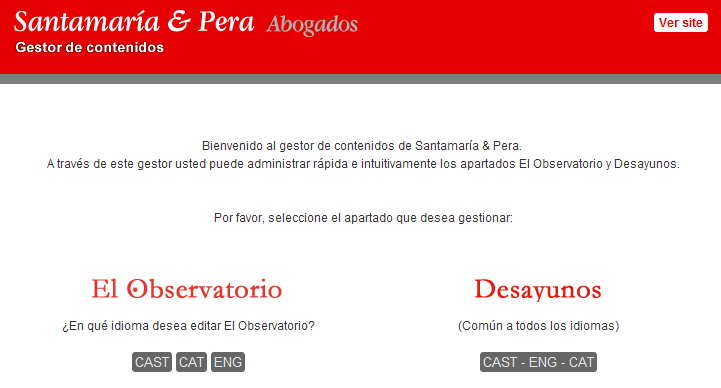 Santamaría & Pera Abogados
Ver site
Gestor de contenidos
Bienvenido al gestor de contenidos de Santamaría & Pera.
A través de este gestor usted puede administrar rápida e intuitivamente los apartados El Observatorio y Desayunos.
Por favor, seleccione el apartado que desea gestionar:
El Observatorio
¿En qué idioma desea editar El Observatorio?
CAST CAT ENG
Desayunos
(Común a todos los idiomas)
CAST - ENG - CAT